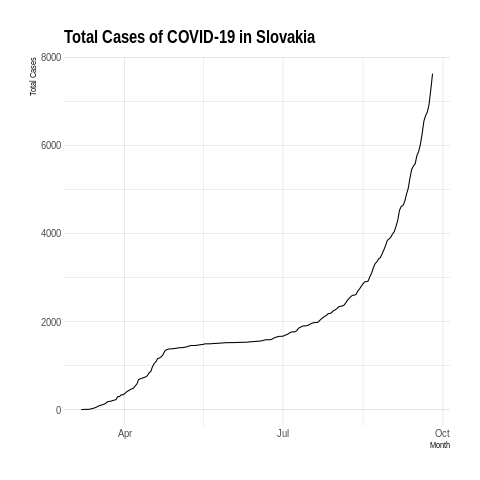 Total Cases of COVID-19 in Slovakia
Total Cases
8000
6000
4000
2000
0
Apr
Jul
Oct
Month